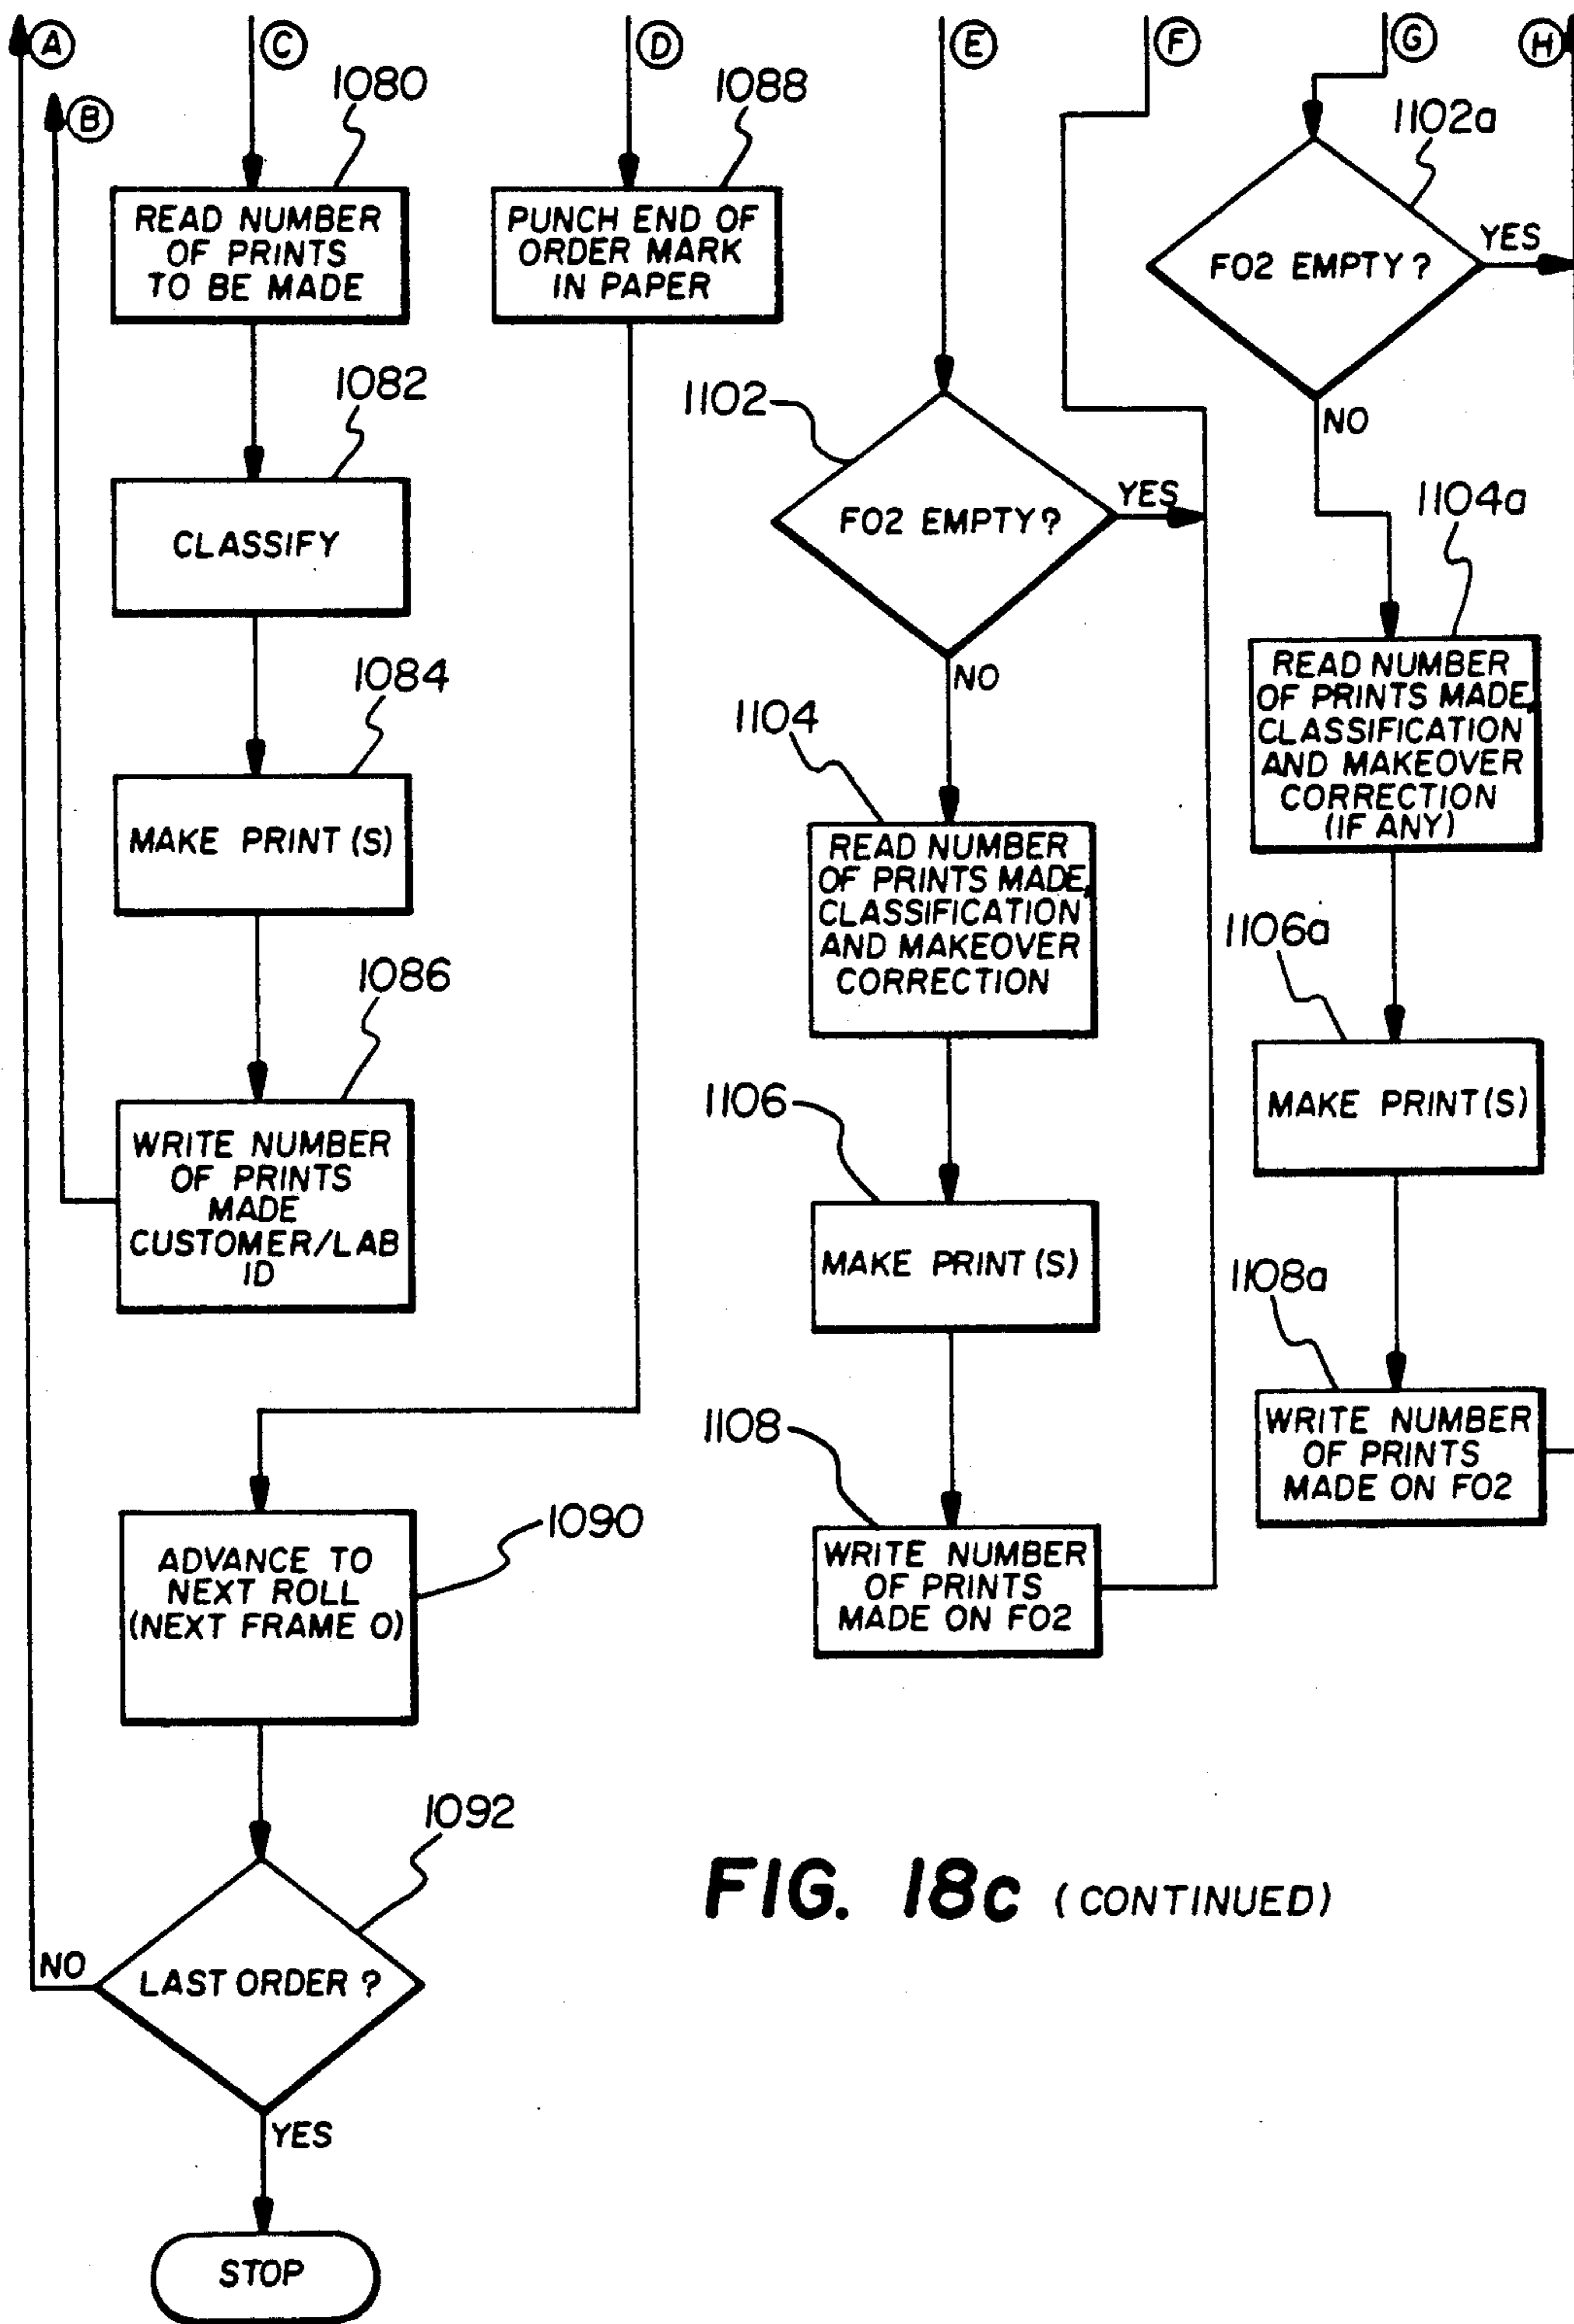 A
C
D
E
F
G
H
B
1080
READ NUMBER
OF PRINTS
TO BE MADE
1082
CLASSIFY
1084
MAKE PRINT(S)
1086
WRITE NUMBER
OF PRINTS
MADE
CUSTOMER/LAB
ID
1088
PUNCH END OF
ORDER MARK
IN PAPER
1090
ADVANCE TO
NEXT ROLL
(NEXT FRAME 0)
1092
LAST ORDER ?
NO
YES
STOP
1102
F02 EMPTY?
YES
NO
1104
READ NUMBER
OF PRINTS MADE,
CLASSIFICATION
AND MAKEOVER
CORRECTION
1106
MAKE PRINT(S)
1108
WRITE NUMBER
OF PRINTS
MADE ON F02
1102a
F02 EMPTY?
YES
NO
1104a
READ NUMBER
OF PRINTS MADE,
CLASSIFICATION
AND MAKEOVER
CORRECTION
(IF ANY)
1106a
MAKE PRINT(S)
1108a
WRITE NUMBER
OF PRINTS
MADE ON F02
FIG. 18c (CONTINUED)